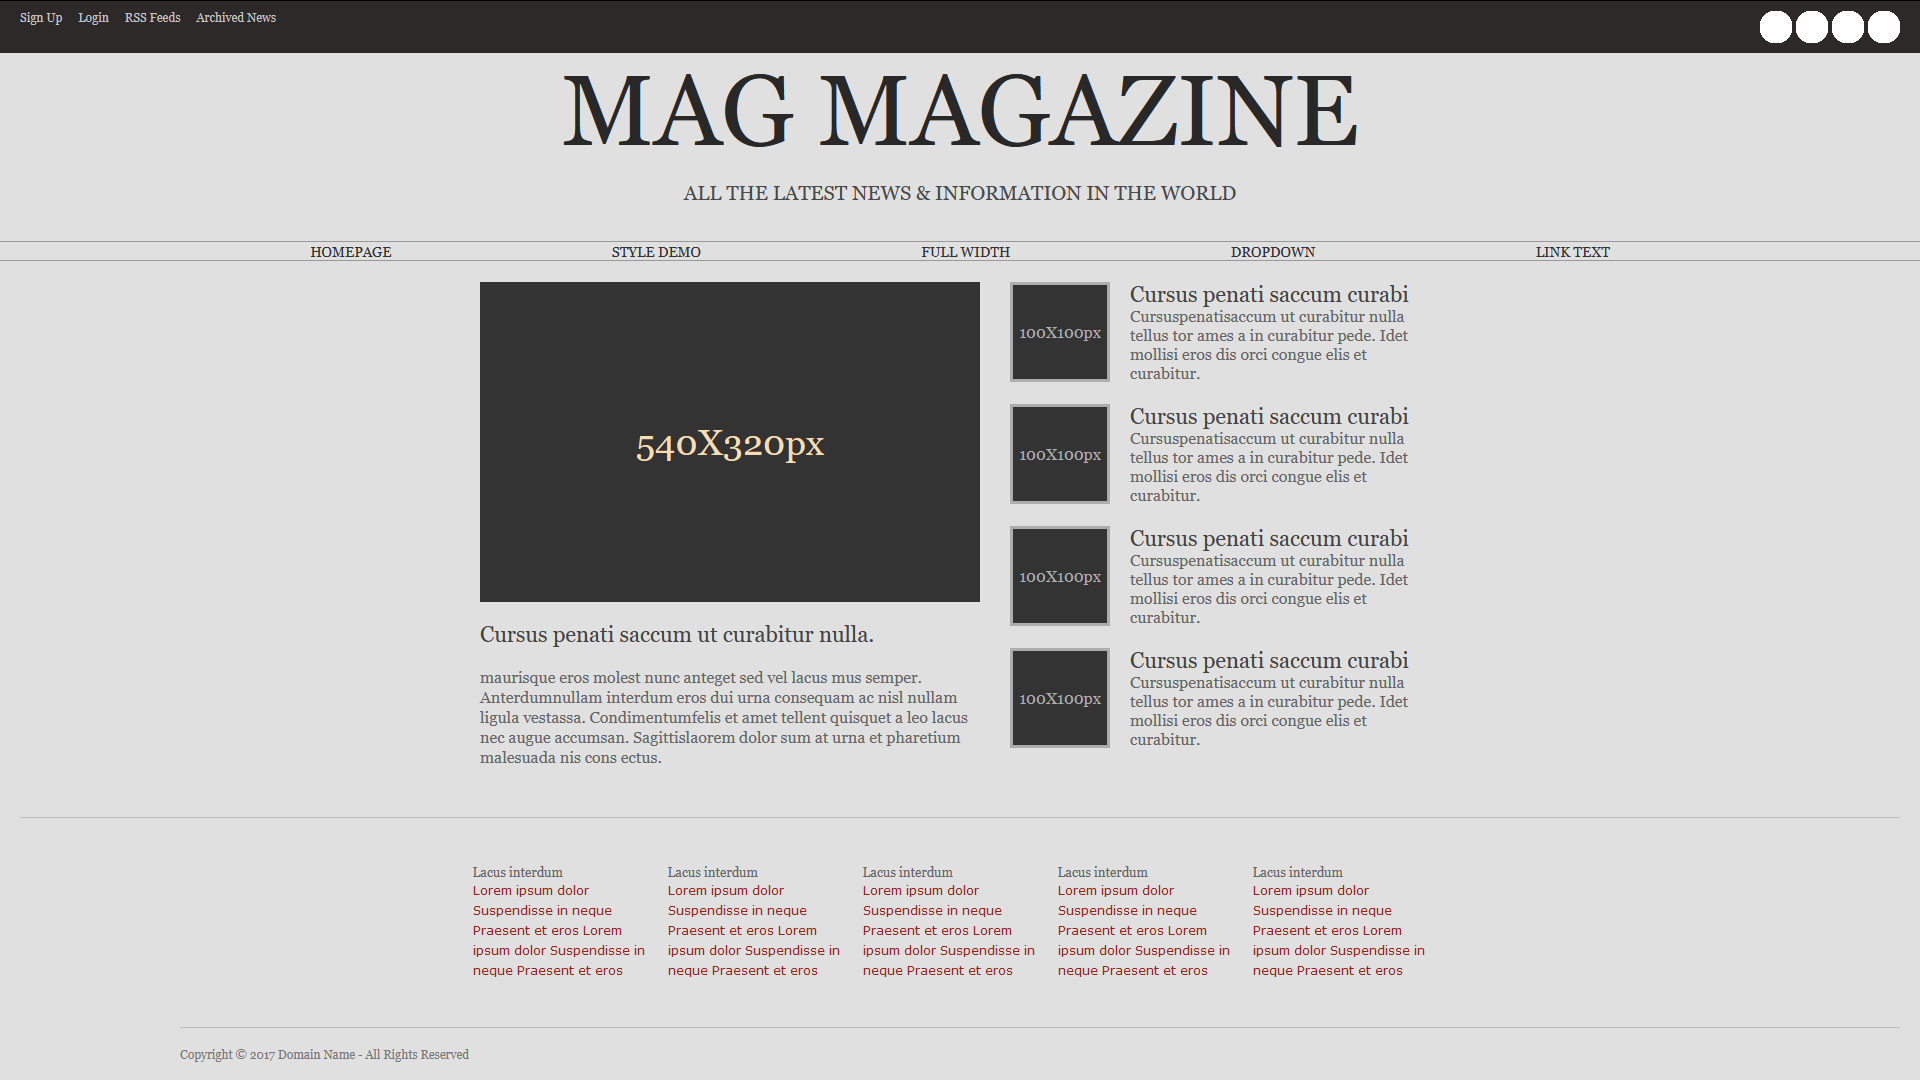 Sign Up Login RSS Feeds Archived News
MAG MAGAZINE
ALL THE LATEST NEWS & INFORMATION IN THE WORLD
HOMEPAGE STYLE DEMO FULL WIDTH DROPDOWN LINK TEXT
540X320px
Cursus penati saccum ut curabitur nulla.
maurisque eros molest nunc anteget sed vel lacus mus semper.
Anterdumnullam interdum eros dui urna consequam ac nisl nullam
ligula vestassa. Condimentumfelis et amet tellent quisquet a leo lacus
nec augue accumsan. Sagittislaorem dolor sum at urna et pharetium
malesuada nis cons ectus.
100X100px
Cursus penati saccum curabi
Cursuspenatisaccum ut curabitur nulla
tellus tor ames a in curabitur pede. Idet
mollisi eros dis orci congue elis et
curabitur.
100X100px
Cursus penati saccum curabi
Cursuspenatisaccum ut curabitur nulla
tellus tor ames a in curabitur pede. Idet
mollisi eros dis orci congue elis et
curabitur.
100X100px
Cursus penati saccum curabi
Cursuspenatisaccum ut curabitur nulla
tellus tor ames a in curabitur pede. Idet
mollisi eros dis orci congue elis et
curabitur.
100X100px
Cursus penati saccum curabi
Cursuspenatisaccum ut curabitur nulla
tellus tor ames a in curabitur pede. Idet
mollisi eros dis orci congue elis et
curabitur.
Lacus interdum
Lorem ipsum dolor
Suspendisse in neque
Praesent et eros Lorem
ipsum dolor Suspendisse in
neque Praesent et eros
Lacus interdum
Lorem ipsum dolor
Suspendisse in neque
Praesent et eros Lorem
ipsum dolor Suspendisse in
neque Praesent et eros
Lacus interdum
Lorem ipsum dolor
Suspendisse in neque
Praesent et eros Lorem
ipsum dolor Suspendisse in
neque Praesent et eros
Lacus interdum
Lorem ipsum dolor
Suspendisse in neque
Praesent et eros Lorem
ipsum dolor Suspendisse in
neque Praesent et eros
Lacus interdum
Lorem ipsum dolor
Suspendisse in neque
Praesent et eros Lorem
ipsum dolor Suspendisse in
neque Praesent et eros
Copyright © 2017 Domain Name - All Rights Reserved